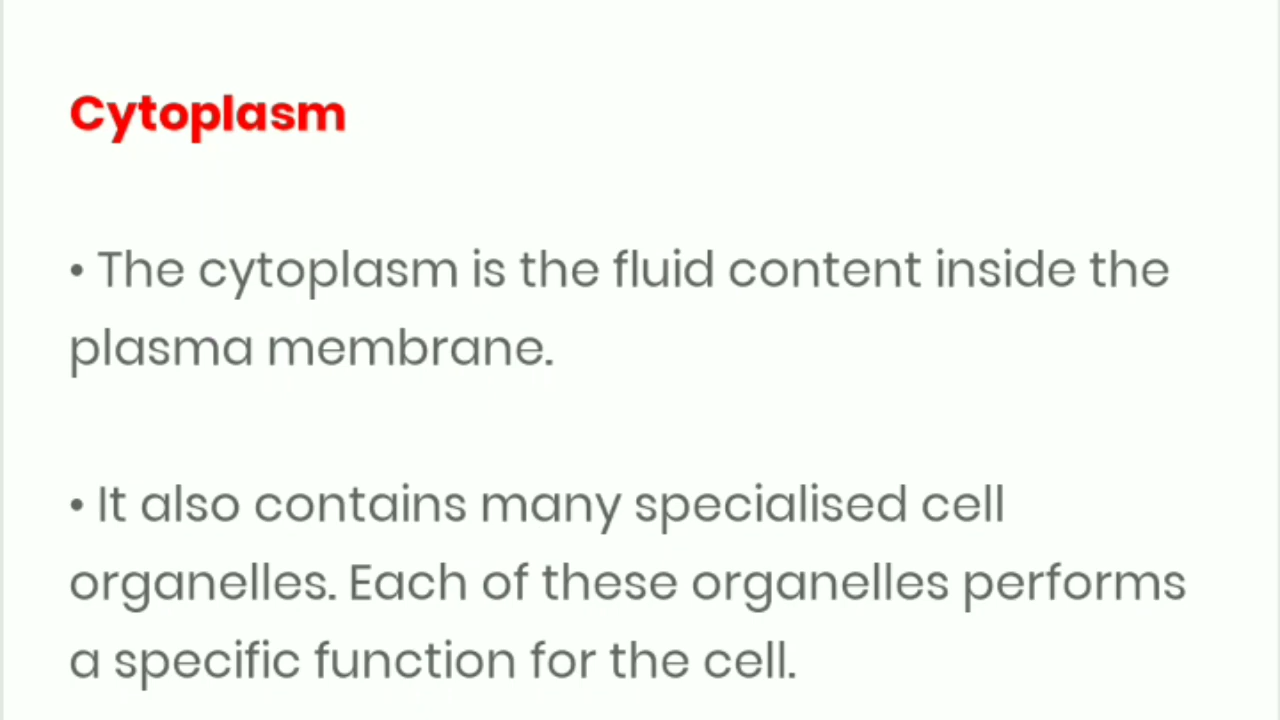 Cytoplasm
• The cytoplasm is the fluid content inside the
plasma membrane.
• It also contains many specialised cell
organelles. Each of these organelles performs
a specific function for the cell.